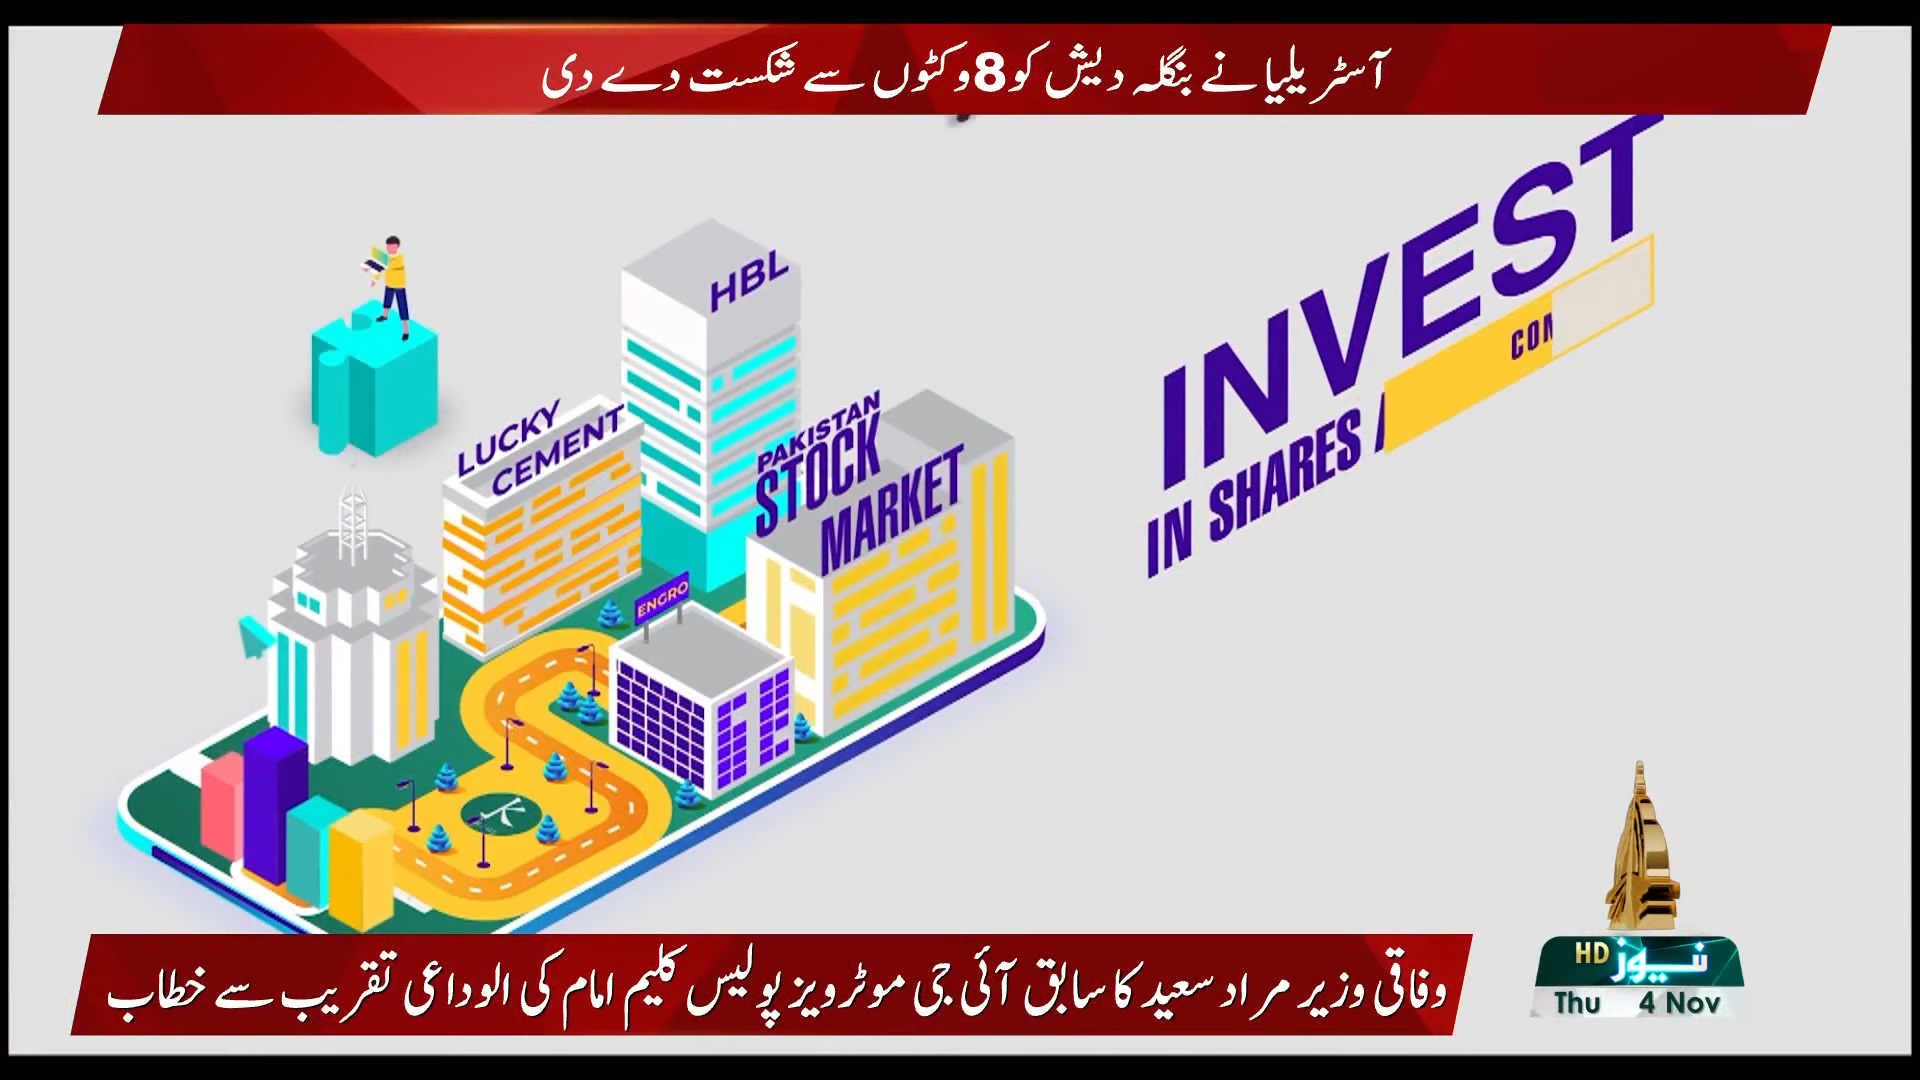 آسٹریلیا نے بنگلہ دیش کو 8 وکٹوں سے شکست دے دی
INVEST
CON
IN SHARES
HBL
LUCKY
CEMENT
PAKISTAN
STOCK
MARKET
ENGRO
K
وفاقی وزیر مراد سعید کا سابق آئی جی موٹرویز پولیس کلیم امام کی الوداعی تقریب سے خطاب
HD نیوز
Thu 4 Nov